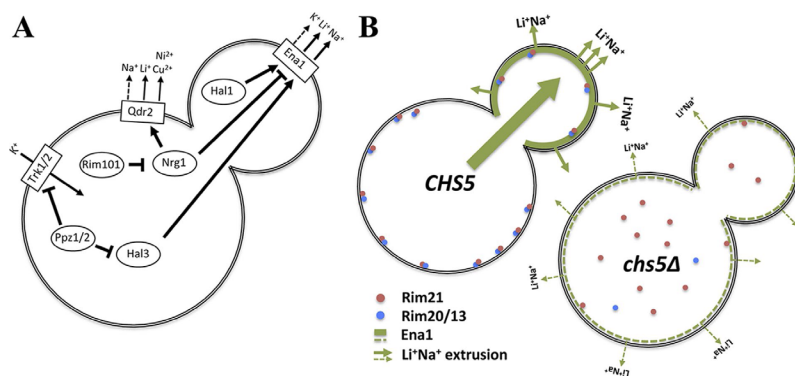 A
K⁺ Li⁺ Na⁺
Ena1
Ni²⁺
Na⁺ Li⁺ Cu²⁺
Hal1
Qdr2
K⁺
Trk1/2
Rim101
Nrg1
Ppz1/2
Hal3
B
Li⁺Na⁺
Li⁺Na⁺
Li⁺Na⁺
CHS5
Li⁺Na⁺
Li⁺Na⁺
Li⁺Na⁺
chs5Δ
Li⁺Na⁺
Li⁺Na⁺
Rim21
Rim20/13
Ena1
Li⁺Na⁺ extrusion